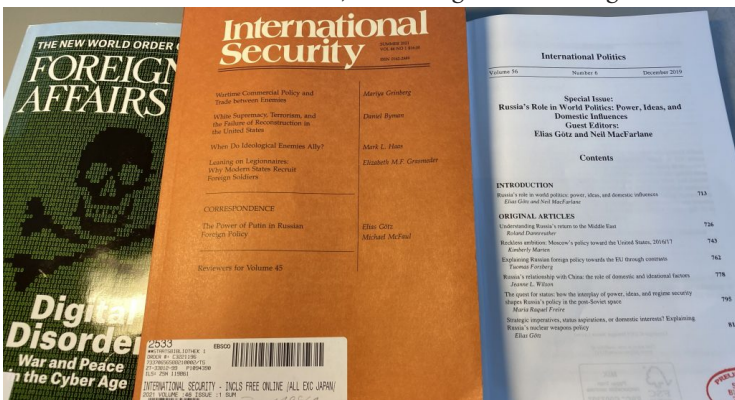 THE NEW WORLD ORDER
FOREIGN
AFFAIRS
Digital
Disorder
War and Peace
in the Cyber Age
International
Security
SUMMER 2021
Wartime Commercial Policy and
Trade between Enemies
Mariya Grinberg
White Supremacy, Terrorism, and
the Failure of Reconstruction in
the United States
Daniel Byman
When Do Ideological Enemies Ally?
Mark L. Haas
Leaning on Legionnaires:
Why Modern States Recruit
Foreign Soldiers
Elizabeth M.F. Grasmeder
CORRESPONDENCE
The Power of Putin in Russian
Foreign Policy
Elias Götz
Michael McFaul
Reviewers for Volume 45
2533
EBSCO
INTERNATIONAL SECURITY - INCLS FREE ONLINE /ALL EXC JAPAN/
2021 VOLUME :46 ISSUE :1 SUM
International Politics
Volume 56 Number 6 December 2019
Special Issue:
Russia's Role in World Politics: Power, Ideas, and
Domestic Influences
Guest Editors:
Elias Götz and Neil MacFarlane
Contents
INTRODUCTION
Russia's role in world politics: power, ideas, and domestic influences 713
Elias Götz and Neil MacFarlane
ORIGINAL ARTICLES
Understanding Russia's return to the Middle East 726
Roland Dannreuther
Reckless ambition: Moscow's policy toward the United States, 2016/17 743
Kimberly Marten
Explaining Russian foreign policy towards the EU through contrasts 762
Tuomas Forsberg
Russia's relationship with China: the role of domestic and ideational factors 778
Jeanne L. Wilson
The quest for status: how the interplay of power, ideas, and regime security
shapes Russia's policy in the post-Soviet space 795
Maria Raquel Freire
Strategic imperatives, status aspirations, or domestic interests? Explaining
Russia's nuclear weapons policy 81
Elias Götz